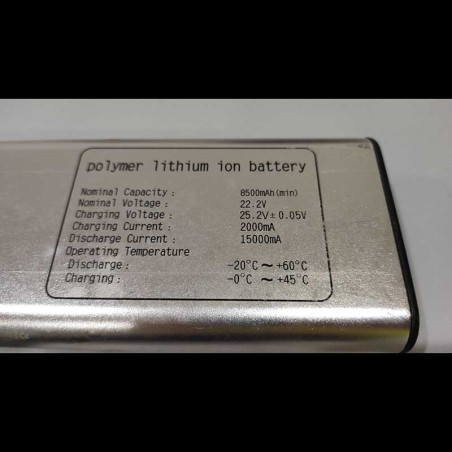 polymer lithium ion battery
Nominal Capacity : 8500mAh(min)
Nominal Voltage : 22.2V
Charging Voltage : 25.2V±0.05V
Charging Current : 2000mA
Discharge Current : 15000mA
Operating Temperature
Discharge : -20°C ~ +60°C
Charging : -0°C ~ +45°C